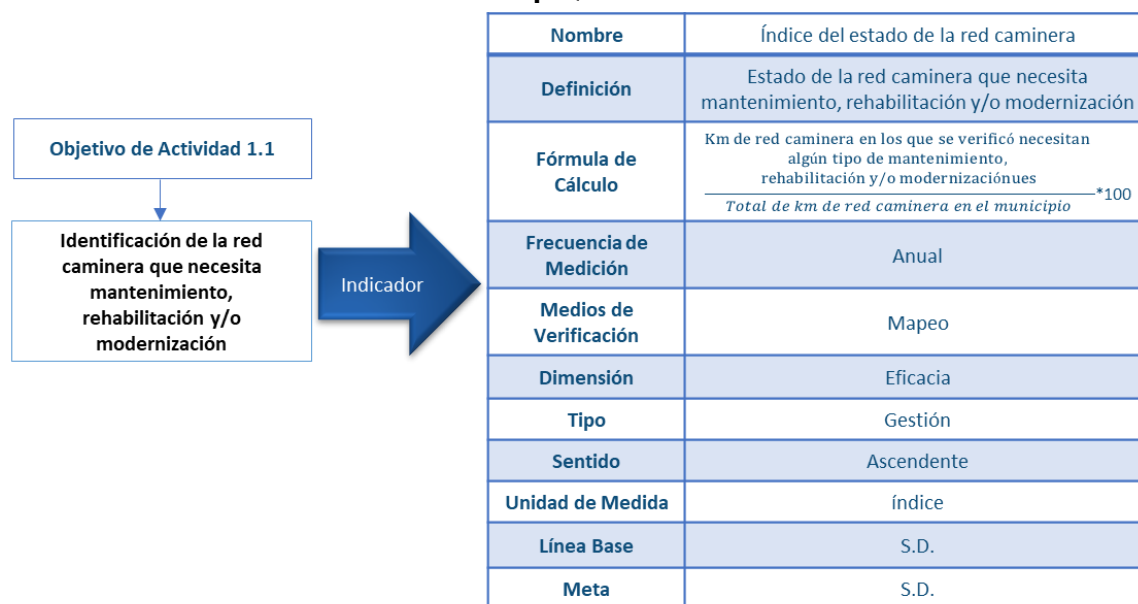 Objetivo de Actividad 1.1
Identificación de la red
caminera que necesita
mantenimiento,
rehabilitación y/o
modernización
Indicador
Nombre
Índice del estado de la red caminera
Definición
Estado de la red caminera que necesita
mantenimiento, rehabilitación y/o modernización
Fórmula de
Cálculo
Km de red caminera en los que se verificó necesitan
algún tipo de mantenimiento,
rehabilitación y/o modernizaciónues
*100
Total de km de red caminera en el municipio
Frecuencia de
Medición
Anual
Medios de
Verificación
Mapeo
Dimensión
Eficacia
Tipo
Gestión
Sentido
Ascendente
Unidad de Medida
índice
Línea Base
S.D.
Meta
S.D.